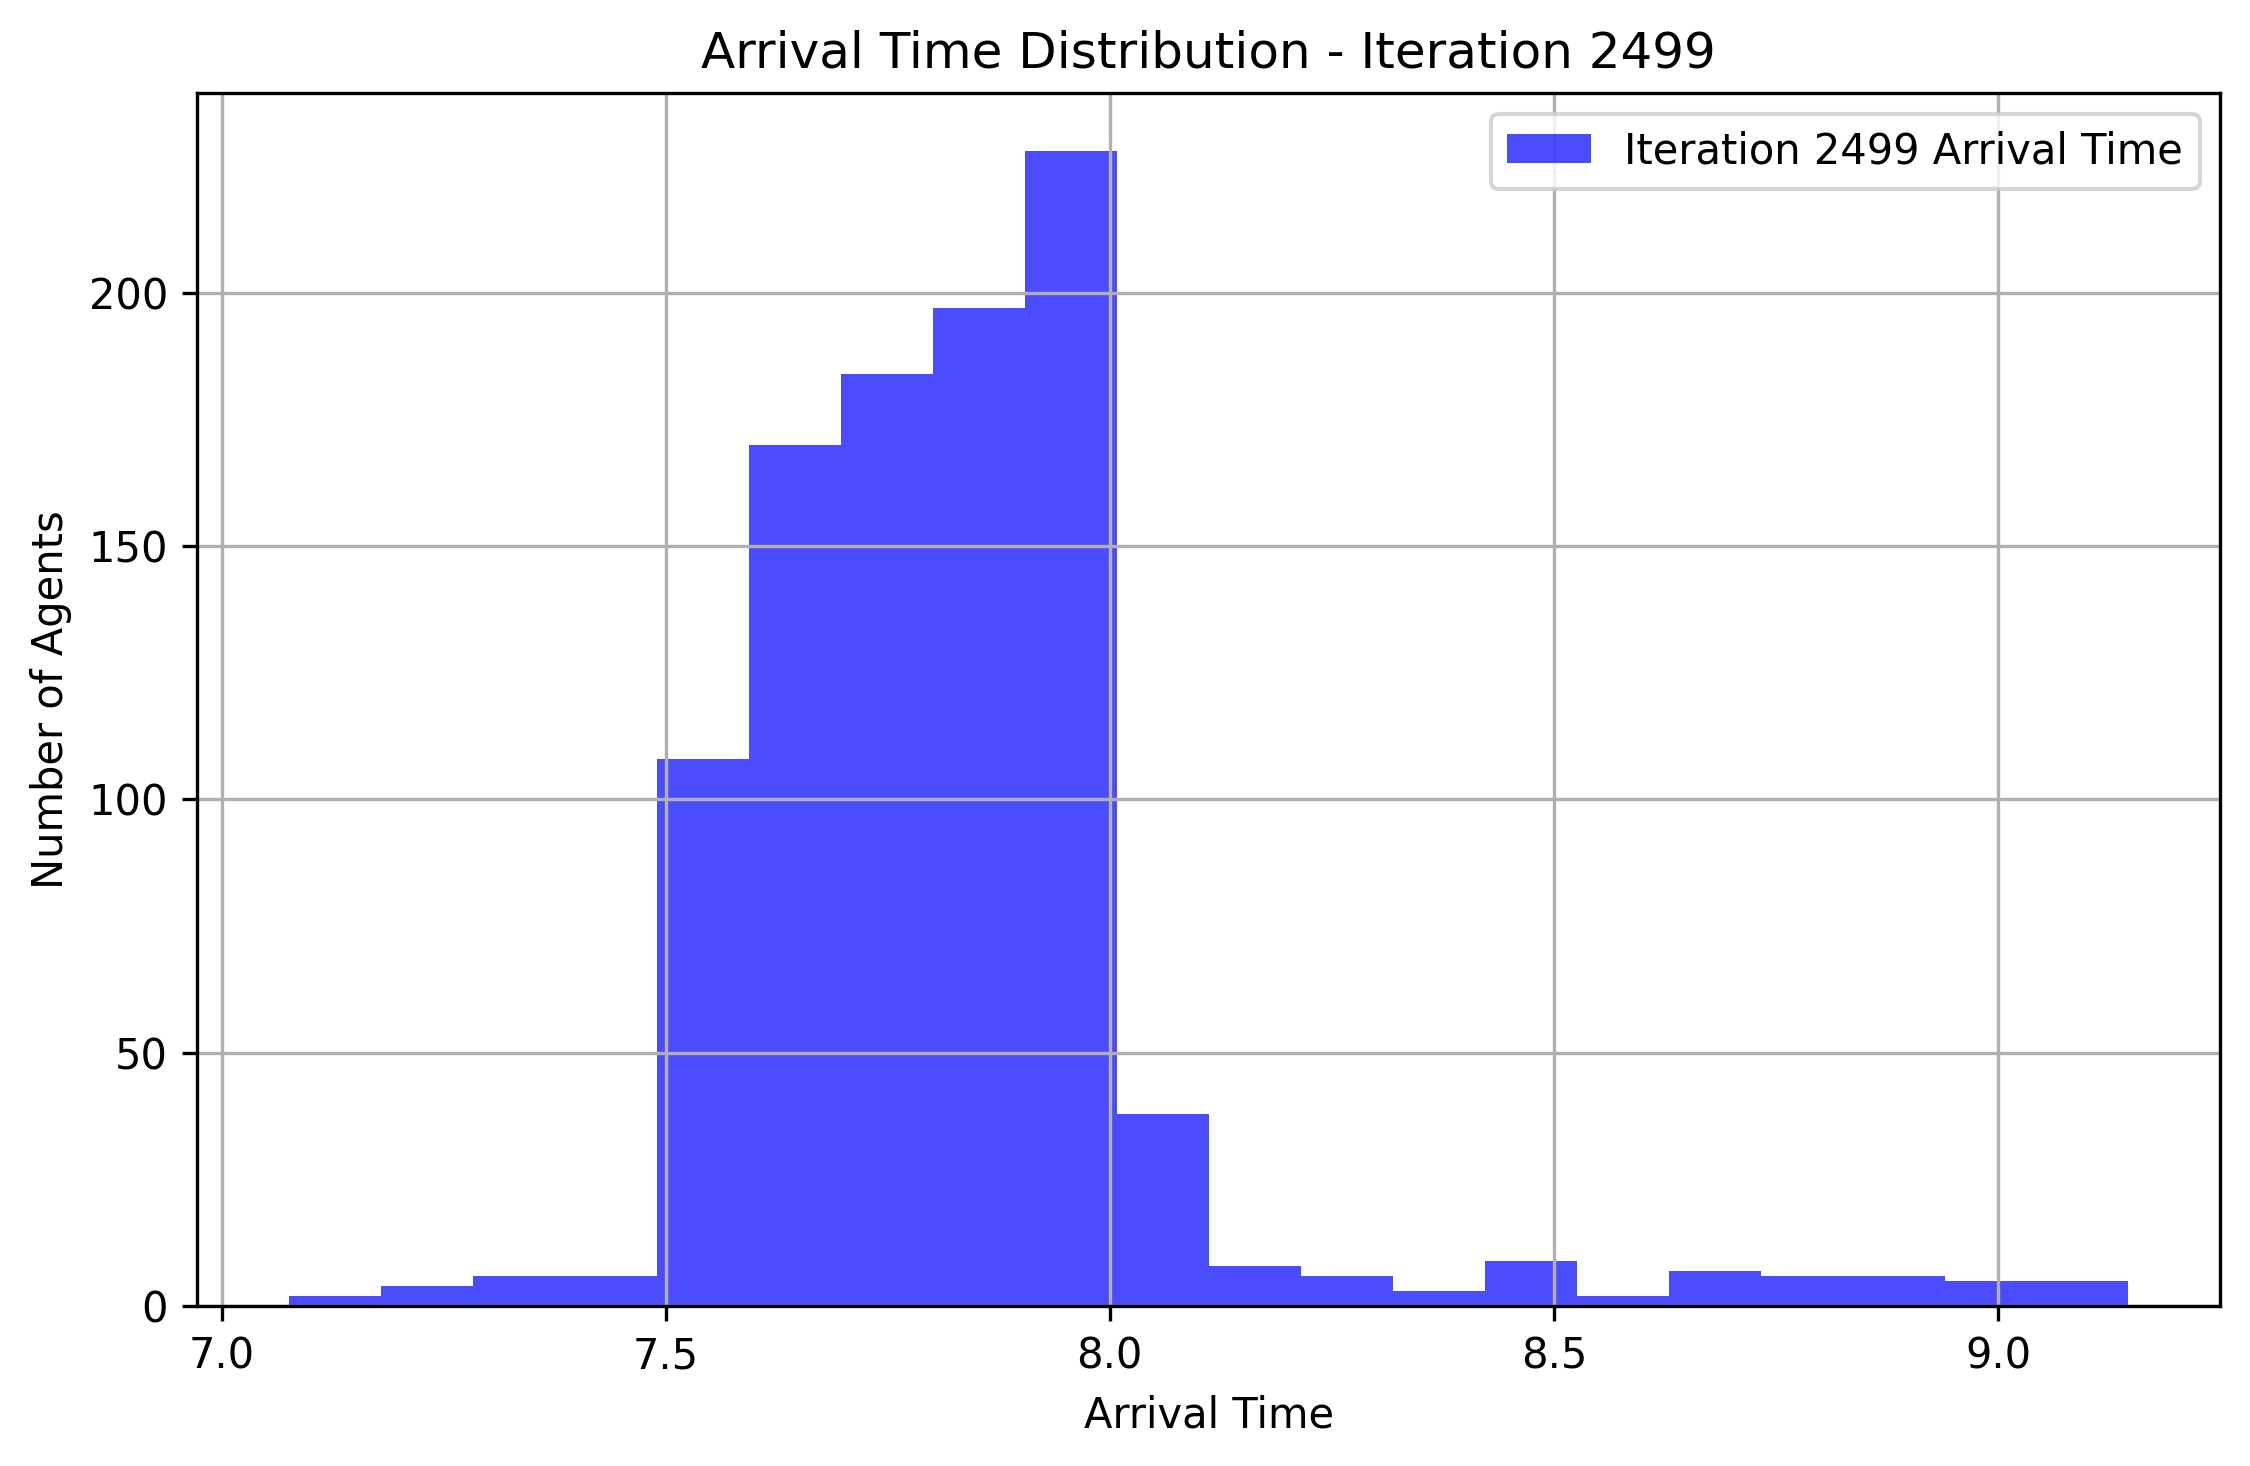 Arrival Time Distribution - Iteration 2499
Iteration 2499 Arrival Time
Number of Agents
200
150
100
50
0
7.0 7.5 8.0 8.5 9.0
Arrival Time